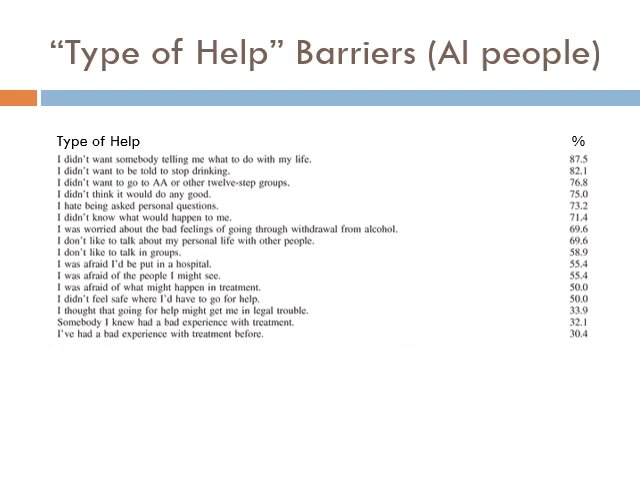 “Type of Help” Barriers (AI people)
Type of Help %
I didn't want somebody telling me what to do with my life. 87.5
I didn't want to be told to stop drinking. 82.1
I didn't want to go to AA or other twelve-step groups. 76.8
I didn't think it would do any good. 75.0
I hate being asked personal questions. 73.2
I didn't know what would happen to me. 71.4
I was worried about the bad feelings of going through withdrawal from alcohol. 69.6
I don't like to talk about my personal life with other people. 69.6
I don't like to talk in groups. 58.9
I was afraid I'd be put in a hospital. 55.4
I was afraid of the people I might see. 55.4
I was afraid of what might happen in treatment. 50.0
I didn't feel safe where I'd have to go for help. 50.0
I thought that going for help might get me in legal trouble. 33.9
Somebody I knew had a bad experience with treatment. 32.1
I've had a bad experience with treatment before. 30.4